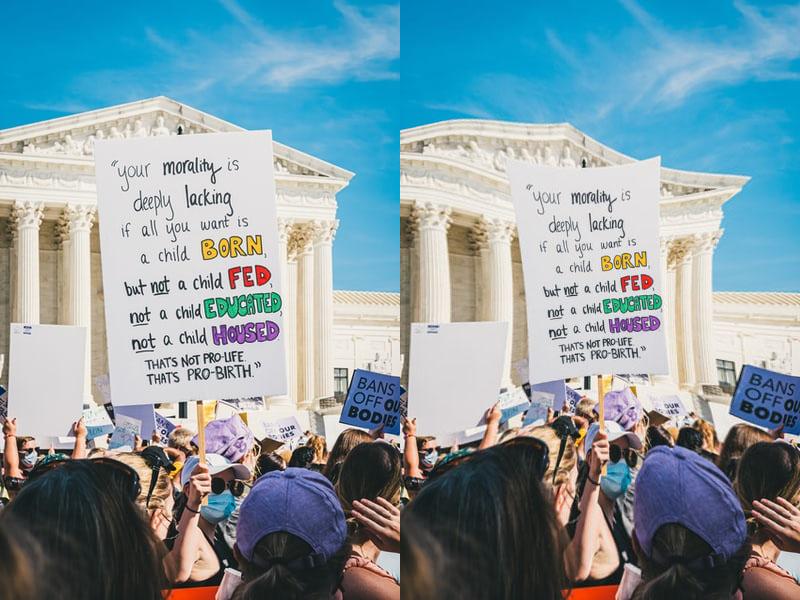 "your morality is
deeply lacking
if all you want is
a child BORN,
but not a child FED,
not a child EDUCATED,
not a child HOUSED
THAT'S NOT PRO-LIFE.
THAT'S PRO-BIRTH."
BANS
OFF OU
BODIES
OUR
"your morality is
deeply lacking
if all you want is
a child BORN,
but not a child FED,
not a child EDUCATED,
not a child HOUSED
THAT'S NOT PRO-LIFE.
THAT'S PRO-BIRTH."
BANS
OFF OUR
BODIES
OUR